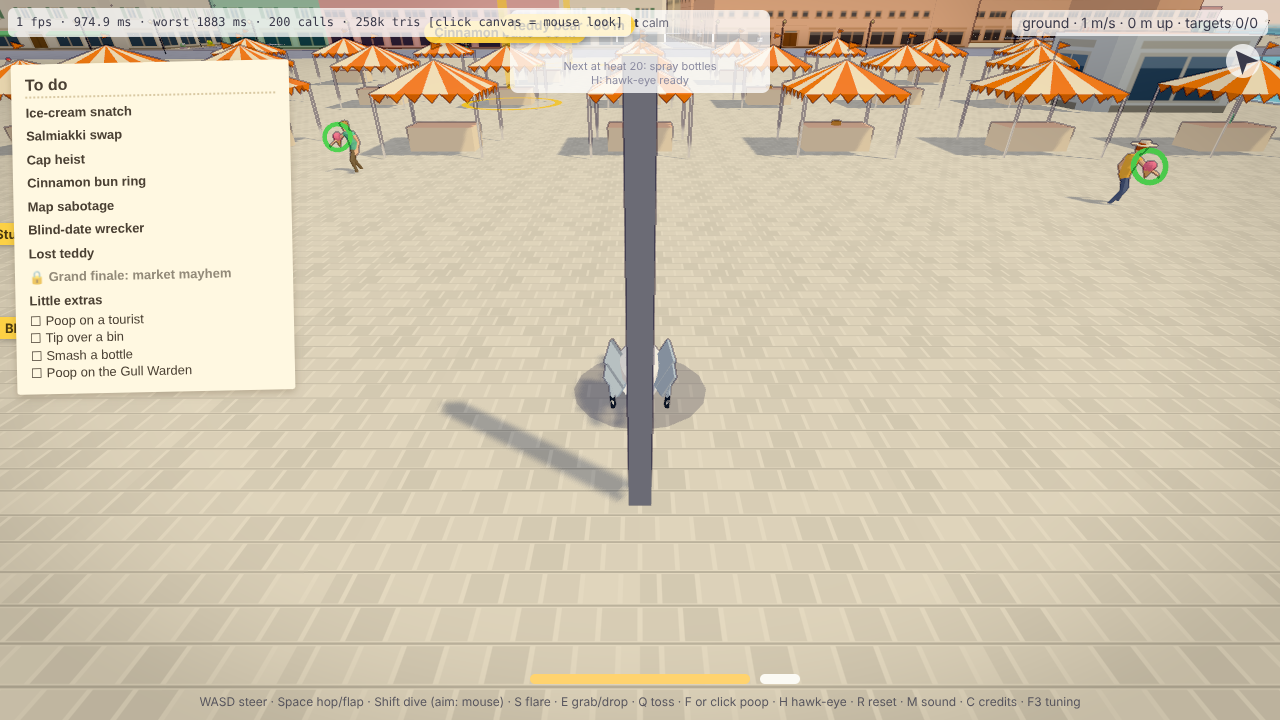 1 fps · 974.9 ms · worst 1883 ms · 200 calls · 258k tris [click canvas = mouse look]
calm
ground · 1 m/s · 0 m up · targets 0/0
Cinnamon
Next at heat 20: spray bottles
H: hawk-eye ready
To do
Ice-cream snatch
Salmiakki swap
Cap heist
Cinnamon bun ring
Map sabotage
Blind-date wrecker
Lost teddy
🔒 Grand finale: market mayhem
Little extras
☐ Poop on a tourist
☐ Tip over a bin
☐ Smash a bottle
☐ Poop on the Gull Warden
WASD steer · Space hop/flap · Shift dive (aim: mouse) · S flare · E grab/drop · Q toss · F or click poop · H hawk-eye · R reset · M sound · C credits · F3 tuning